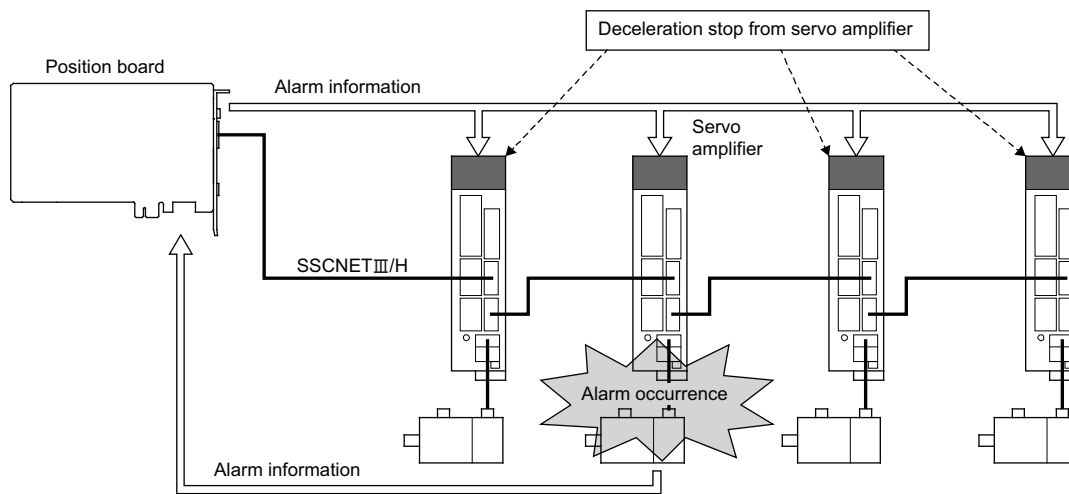 Deceleration stop from servo amplifier
Position board
Alarm information
Servo
amplifier
SSCNETⅢ/H
Alarm occurrence
Alarm information